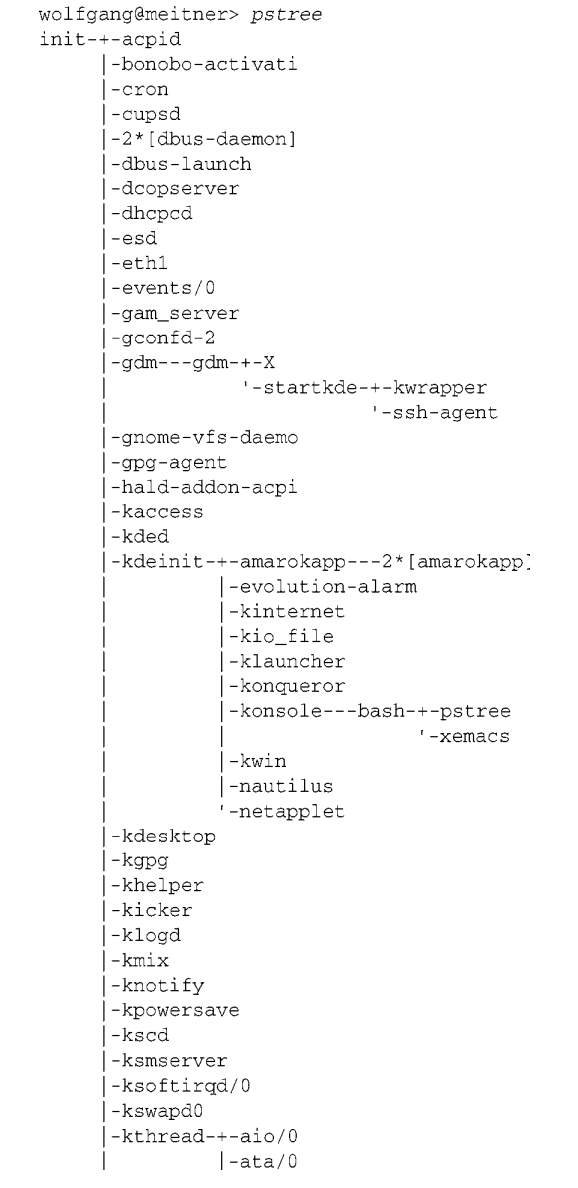 wolfgang@meitner> pstree
init-+-acpid
     |-bonobo-activati
     |-cron
     |-cupsd
     |-2*[dbus-daemon]
     |-dbus-launch
     |-dcopserver
     |-dhcpcd
     |-esd
     |-eth1
     |-events/0
     |-gam_server
     |-gconfd-2
     |-gdm---gdm-+-X
     |           '-startkde-+-kwrapper
     |                      '-ssh-agent
     |-gnome-vfs-daemo
     |-gpg-agent
     |-hald-addon-acpi
     |-kaccess
     |-kded
     |-kdeinit-+-amarokapp---2*[amarokapp]
     |         |-evolution-alarm
     |         |-kinternet
     |         |-kio_file
     |         |-klauncher
     |         |-konqueror
     |         |-konsole---bash-+-pstree
     |         |                '-xemacs
     |         |-kwin
     |         |-nautilus
     |         '-netapplet
     |-kdesktop
     |-kgpg
     |-khelper
     |-kicker
     |-klogd
     |-kmix
     |-knotify
     |-kpowersave
     |-kscd
     |-ksmserver
     |-ksoftirqd/0
     |-kswapd0
     |-kthread-+-aio/0
     |         |-ata/0